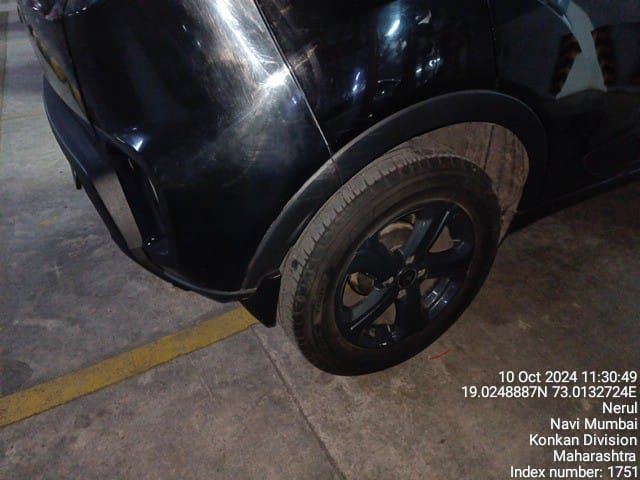 10 Oct 2024 11:30:49
19.0248887N 73.0132724E
Nerul
Navi Mumbai
Konkan Division
Maharashtra
Index number: 1751